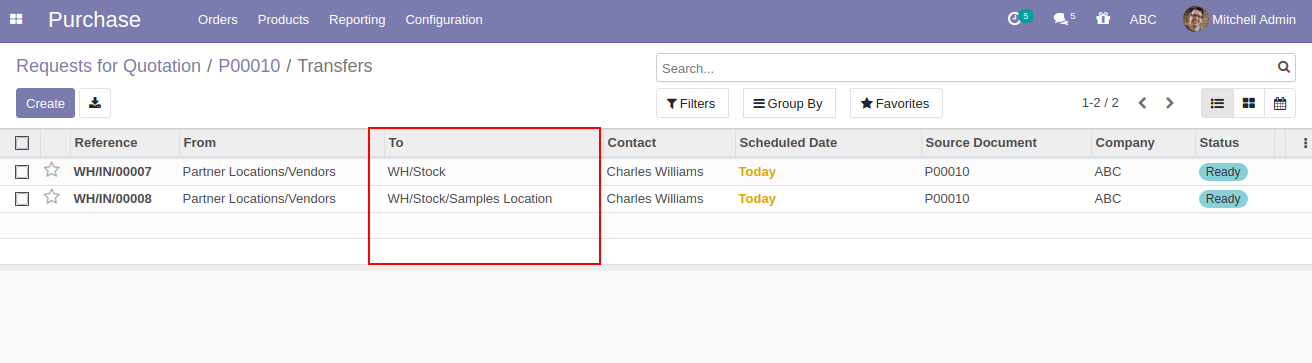 Purchase Orders Products Reporting Configuration 5 5 ABC Mitchell Admin
Requests for Quotation / P00010 / Transfers
Search...
Create Filters Group By Favorites 1-2 / 2
Reference From To Contact Scheduled Date Source Document Company Status
WH/IN/00007 Partner Locations/Vendors WH/Stock Charles Williams Today P00010 ABC Ready
WH/IN/00008 Partner Locations/Vendors WH/Stock/Samples Location Charles Williams Today P00010 ABC Ready